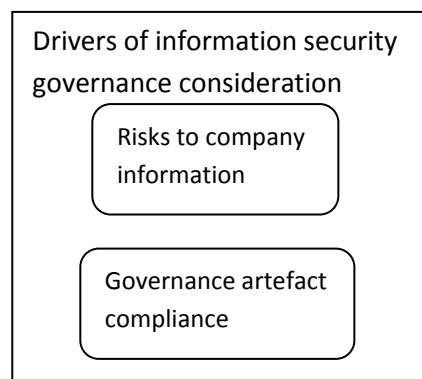 Drivers of information security
governance consideration
Risks to company
information
Governance artefact
compliance